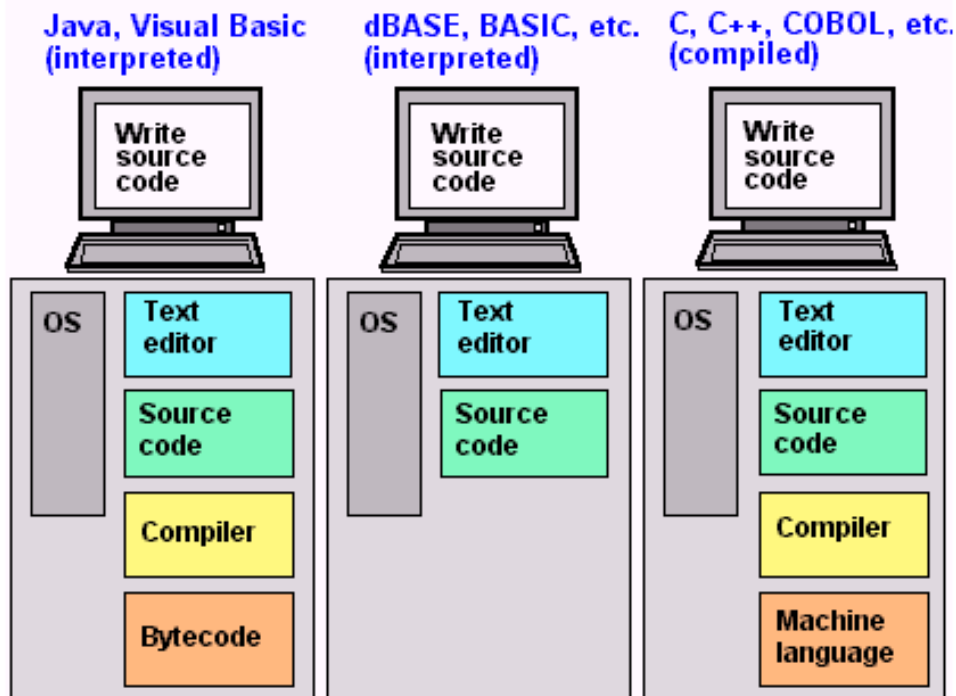 Java, Visual Basic
(interpreted)
Write
source
code
OS
Text
editor
Source
code
Compiler
Bytecode
dBASE, BASIC, etc.
(interpreted)
Write
source
code
OS
Text
editor
Source
code
C, C++, COBOL, etc.
(compiled)
Write
source
code
OS
Text
editor
Source
code
Compiler
Machine
language